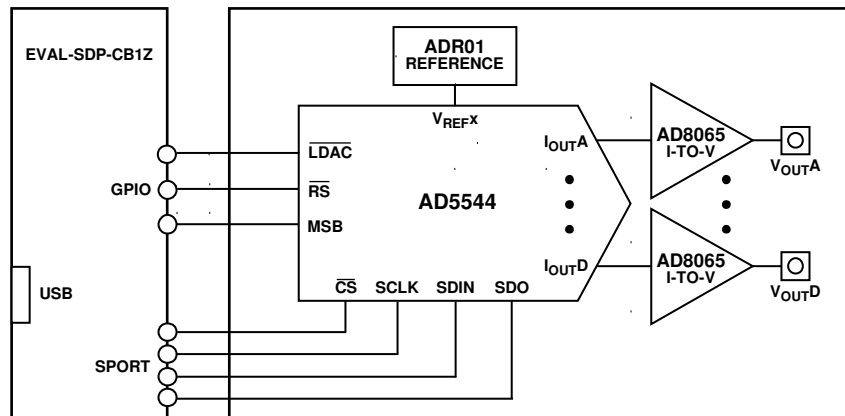 EVAL-SDP-CB1Z
ADR01
REFERENCE
VREFX
LDAC
RS
MSB
GPIO
AD5544
IOUTA
IOUTD
AD8065
I-TO-V
VOUTA
AD8065
I-TO-V
VOUTD
USB
CS
SCLK
SDIN
SDO
SPORT